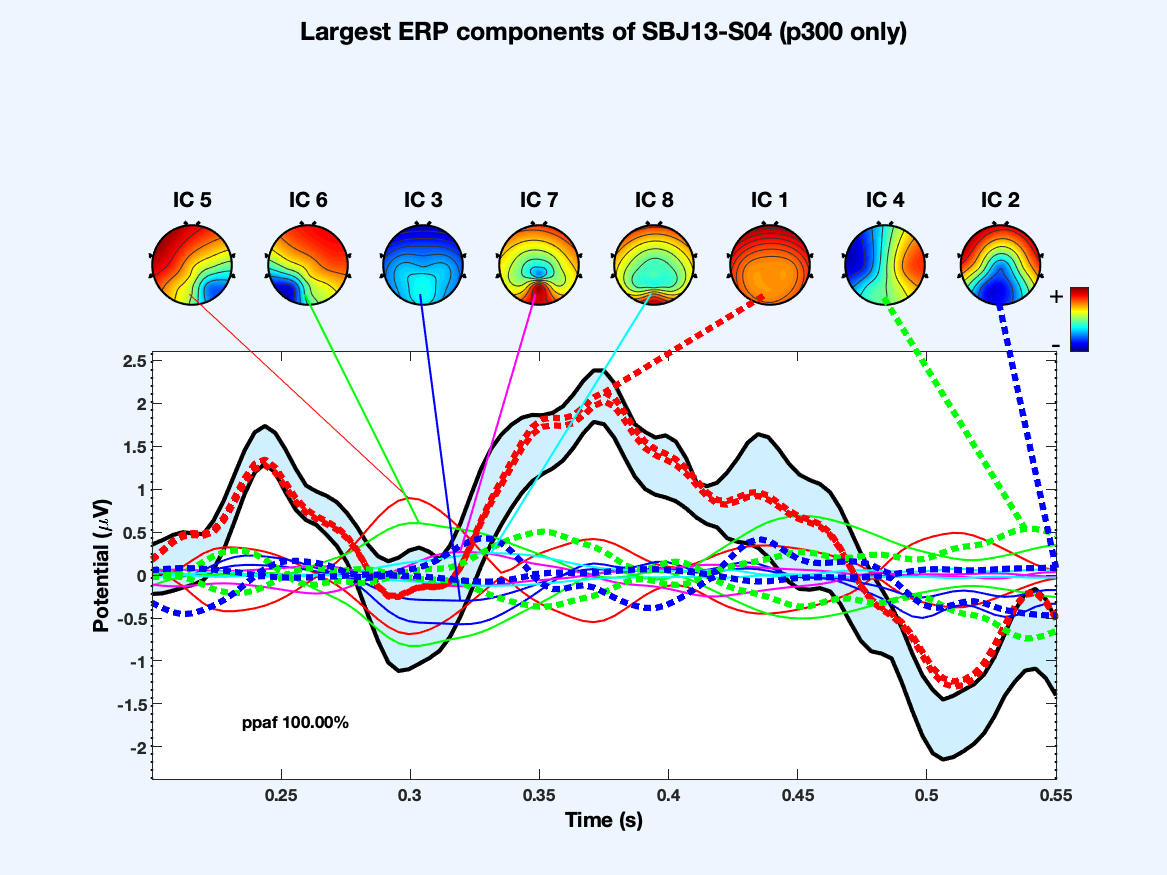 Largest ERP components of SBJ13-S04 (p300 only)
IC 5 IC 6 IC 3 IC 7 IC 8 IC 1 IC 4 IC 2
+
-
2.5
2
1.5
1
0.5
0
-0.5
-1
-1.5
-2
Potential (μV)
ppaf 100.00%
0.25 0.3 0.35 0.4 0.45 0.5 0.55
Time (s)